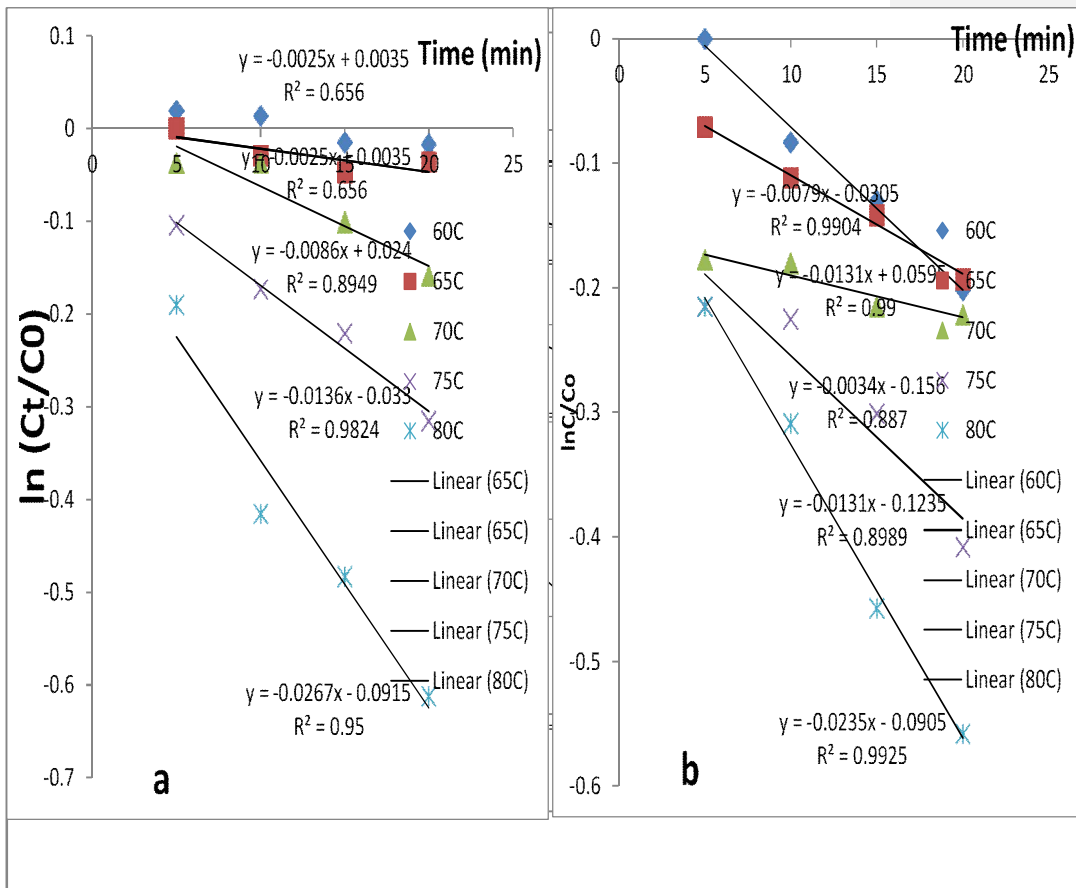 0.1
0
-0.1
-0.2
-0.3
-0.4
-0.5
-0.6
-0.7
0
5
10
15
20
25
Time (min)
ln (Ct/C0)
y = -0.0025x + 0.0035
R² = 0.656
y = -0.0025x + 0.0035
R² = 0.656
y = -0.0086x + 0.024
R² = 0.8949
y = -0.0136x - 0.033
R² = 0.9824
y = -0.0267x - 0.0915
R² = 0.95
60C
65C
70C
75C
80C
Linear (65C)
Linear (65C)
Linear (70C)
Linear (75C)
Linear (80C)
a
0
-0.1
-0.2
-0.3
-0.4
-0.5
-0.6
0
5
10
15
20
25
Time (min)
lnC/Co
y = -0.0079x - 0.0305
R² = 0.9904
y = -0.0131x + 0.0595
R² = 0.99
y = -0.0034x - 0.156
R² = 0.887
y = -0.0131x - 0.1235
R² = 0.8989
y = -0.0235x - 0.0905
R² = 0.9925
60C
65C
70C
75C
80C
Linear (60C)
Linear (65C)
Linear (70C)
Linear (75C)
Linear (80C)
b